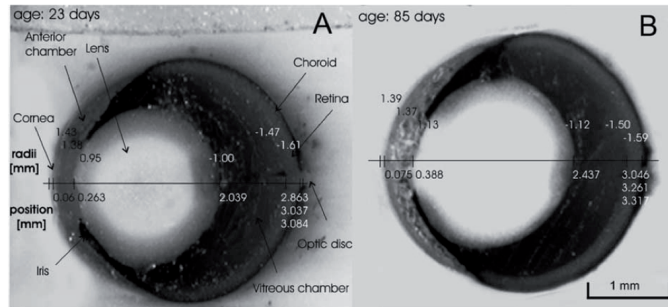 age: 23 days
A
Anterior
chamber
Lens
Choroid
Retina
Cornea
1.43
1.38
0.95
-1.00
-1.47
-1.61
radii
[mm]
0.06
0.263
2.039
2.863
3.037
3.084
position
[mm]
Optic disc
Iris
Vitreous chamber
age: 85 days
B
1.39
1.37
1.13
-1.12
-1.50
-1.59
0.075
0.388
2.437
3.046
3.261
3.317
1 mm